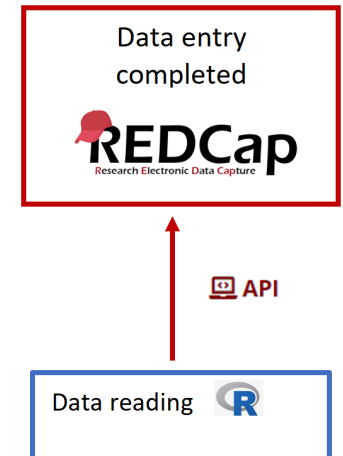 Data entry
completed
REDCap
Research Electronic Data Capture
API
Data reading R